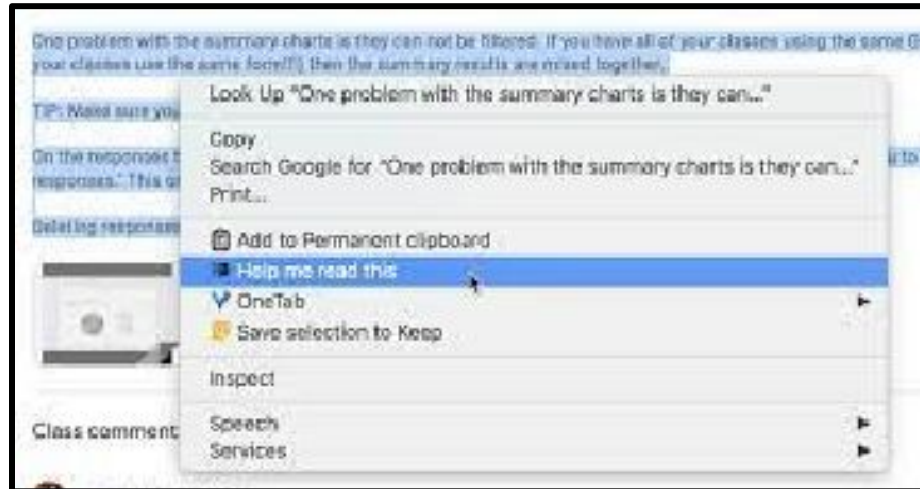 One problem with the summary charts is they can not be filtered. If you have all of your classes using the same
your classes use the same form!!!) then the summary results are mixed together.
Look Up "One problem with the summary charts is they can..."
TIP: Make sure you
Copy
On the responses
Search Google for "One problem with the summary charts is they can..."
to
responses." This
Print...
Deleting responses
Add to Permanent clipboard
Help me read this
OneTab
Save selection to Keep
Inspect
Class comment
Speech
Services